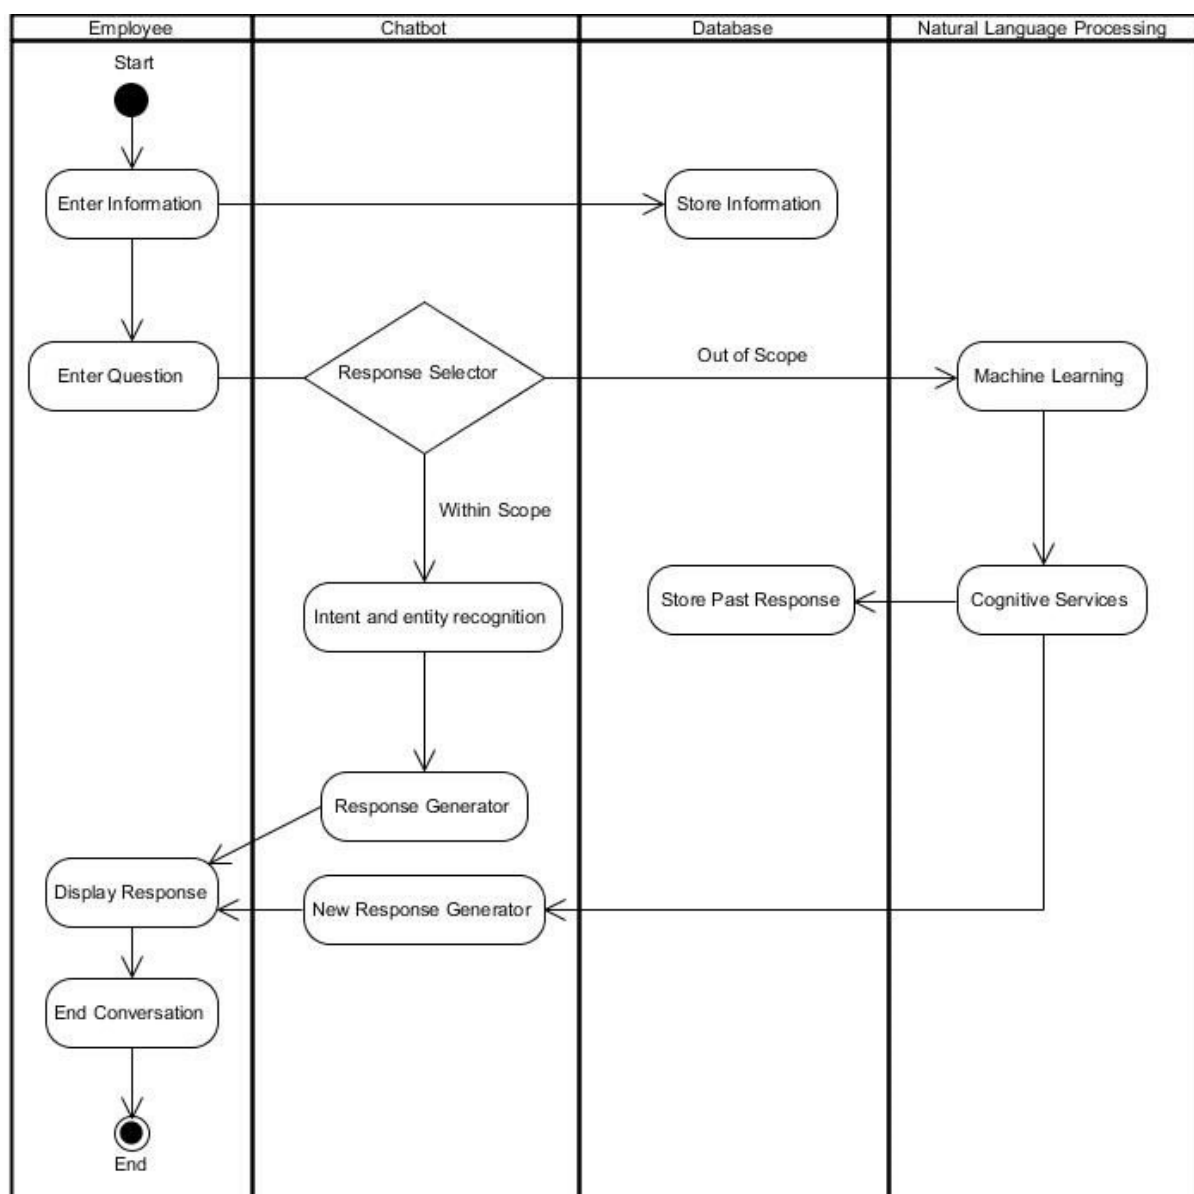 Employee
Chatbot
Database
Natural Language Processing
Start
Enter Information
Store Information
Enter Question
Response Selector
Out of Scope
Machine Learning
Within Scope
Intent and entity recognition
Store Past Response
Cognitive Services
Response Generator
Display Response
New Response Generator
End Conversation
End